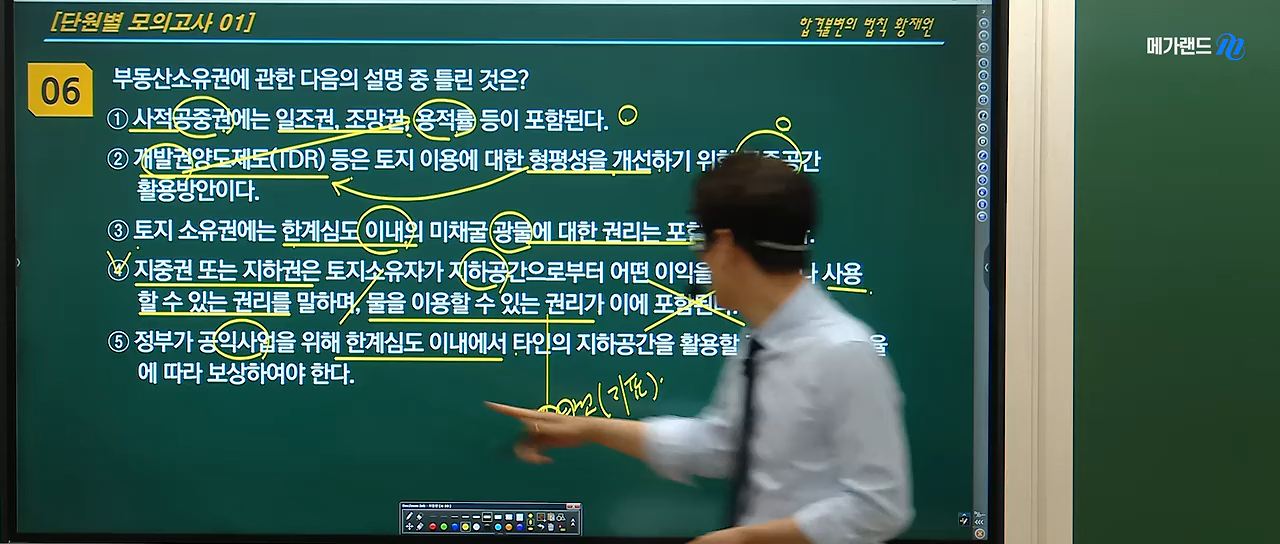 [단원별 모의고사 01]
합격불변의 법칙 황재원
메가랜드
06 부동산소유권에 관한 다음의 설명 중 틀린 것은?
① 사적공중권에는 일조권, 조망권, 용적률 등이 포함된다.
② 개발권양도제도(TDR) 등은 토지 이용에 대한 형평성을 개선하기 위한 공간
활용방안이다.
③ 토지 소유권에는 한계심도 이내의 미채굴 광물에 대한 권리는 포함
④ 지중권 또는 지하권은 토지소유자가 지하공간으로부터 어떤 이익을 사용
할 수 있는 권리를 말하며, 물을 이용할 수 있는 권리가 이에 포함된다.
⑤ 정부가 공익사업을 위해 한계심도 이내에서 타인의 지하공간을 활용할 율
에 따라 보상하여야 한다.
(지표)